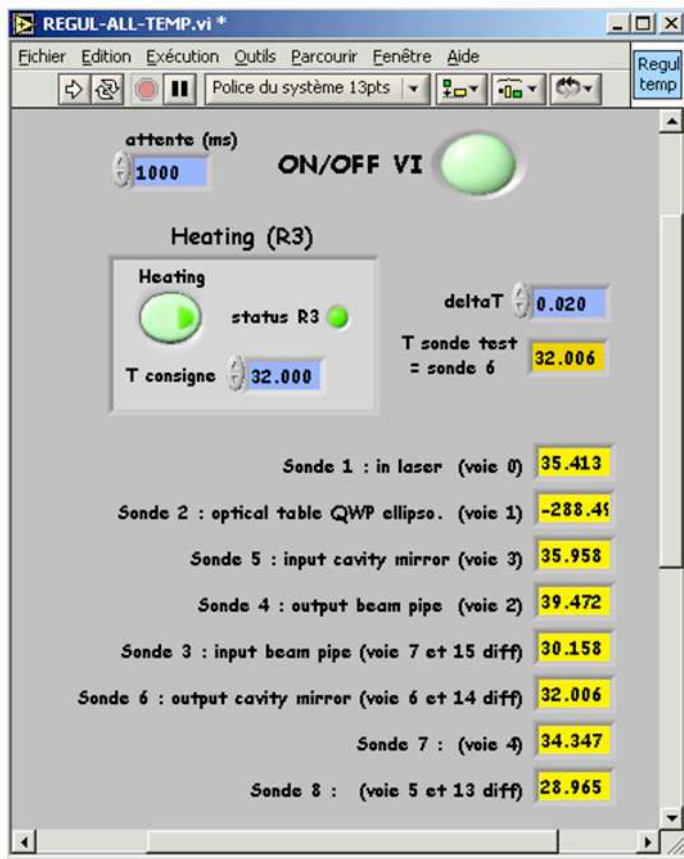 REGUL-ALL-TEMP.vi *
Fichier Edition Exécution Outils Parcourir Fenêtre Aide
Regul
temp
Police du système 13pts
attente (ms)
1000
ON/OFF VI
Heating (R3)
Heating
status R3
T consigne 32.000
deltaT 0.020
T sonde test
= sonde 6
32.006
Sonde 1 : in laser (voie 0) 35.413
Sonde 2 : optical table QWP ellipso. (voie 1) -288.49
Sonde 5 : input cavity mirror (voie 3) 35.958
Sonde 4 : output beam pipe (voie 2) 39.472
Sonde 3 : input beam pipe (voie 7 et 15 diff) 30.158
Sonde 6 : output cavity mirror (voie 6 et 14 diff) 32.006
Sonde 7 : (voie 4) 34.347
Sonde 8 : (voie 5 et 13 diff) 28.965